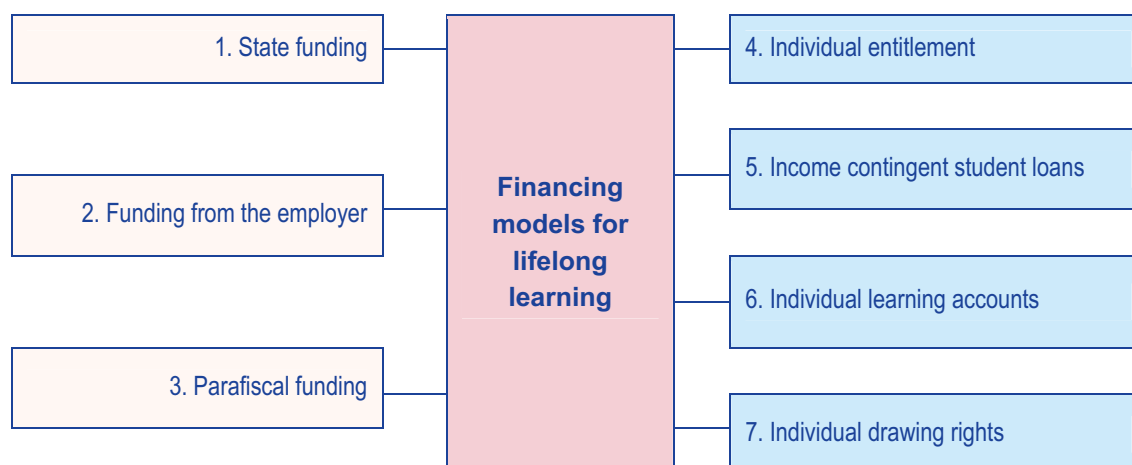 1. State funding
2. Funding from the employer
3. Parafiscal funding
Financing
models for
lifelong
learning
4. Individual entitlement
5. Income contingent student loans
6. Individual learning accounts
7. Individual drawing rights